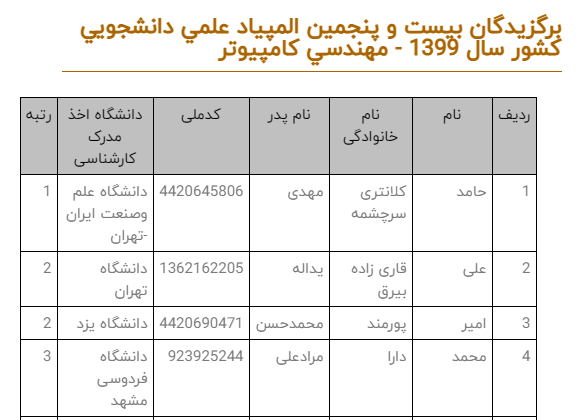 برگزيدگان بيست و پنجمين المپياد علمي دانشجويي
كشور سال 1399 - مهندسي كامپيوتر
ردیف نام نام خانوادگی نام پدر کدملی دانشگاه اخذ مدرک کارشناسی رتبه
1 حامد کلانتری سرچشمه مهدی 4420645806 دانشگاه علم وصنعت ایران -تهران 1
2 علی قاری زاده بیرق یداله 1362162205 دانشگاه تهران 2
3 امیر پورمند محمدحسن 4420690471 دانشگاه یزد 2
4 محمد دارا مرادعلی 923925244 دانشگاه فردوسی مشهد 3